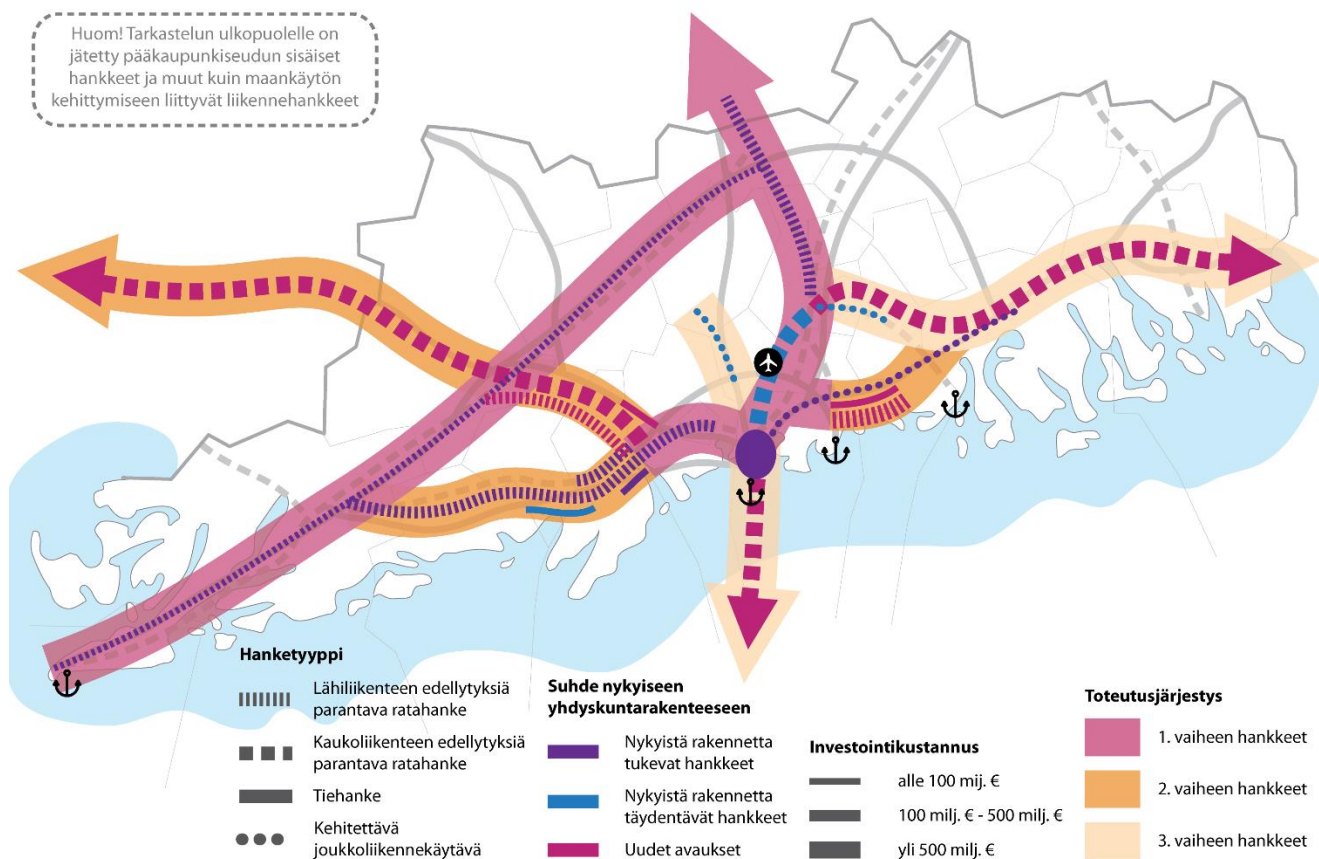 Huom! Tarkastelun ulkopuolelle on
jätetty pääkaupunkiseudun sisäiset
hankkeet ja muut kuin maankäytön
kehittymiseen liittyvät liikennehankkeet
Hanketyyppi
Lähiliikenteen edellytyksiä
parantava ratahanke
Kaukoliikenteen edellytyksiä
parantava ratahanke
Tiehanke
Kehitettävä
joukkoliikennekäytävä
Suhde nykyiseen
yhdyskuntarakenteeseen
Nykyistä rakennetta
tukevat hankkeet
Nykyistä rakennetta
täydentävät hankkeet
Uudet avaukset
Investointikustannus
alle 100 mij. €
100 milj. € - 500 milj. €
yli 500 milj. €
Toteutusjärjestys
1. vaiheen hankkeet
2. vaiheen hankkeet
3. vaiheen hankkeet